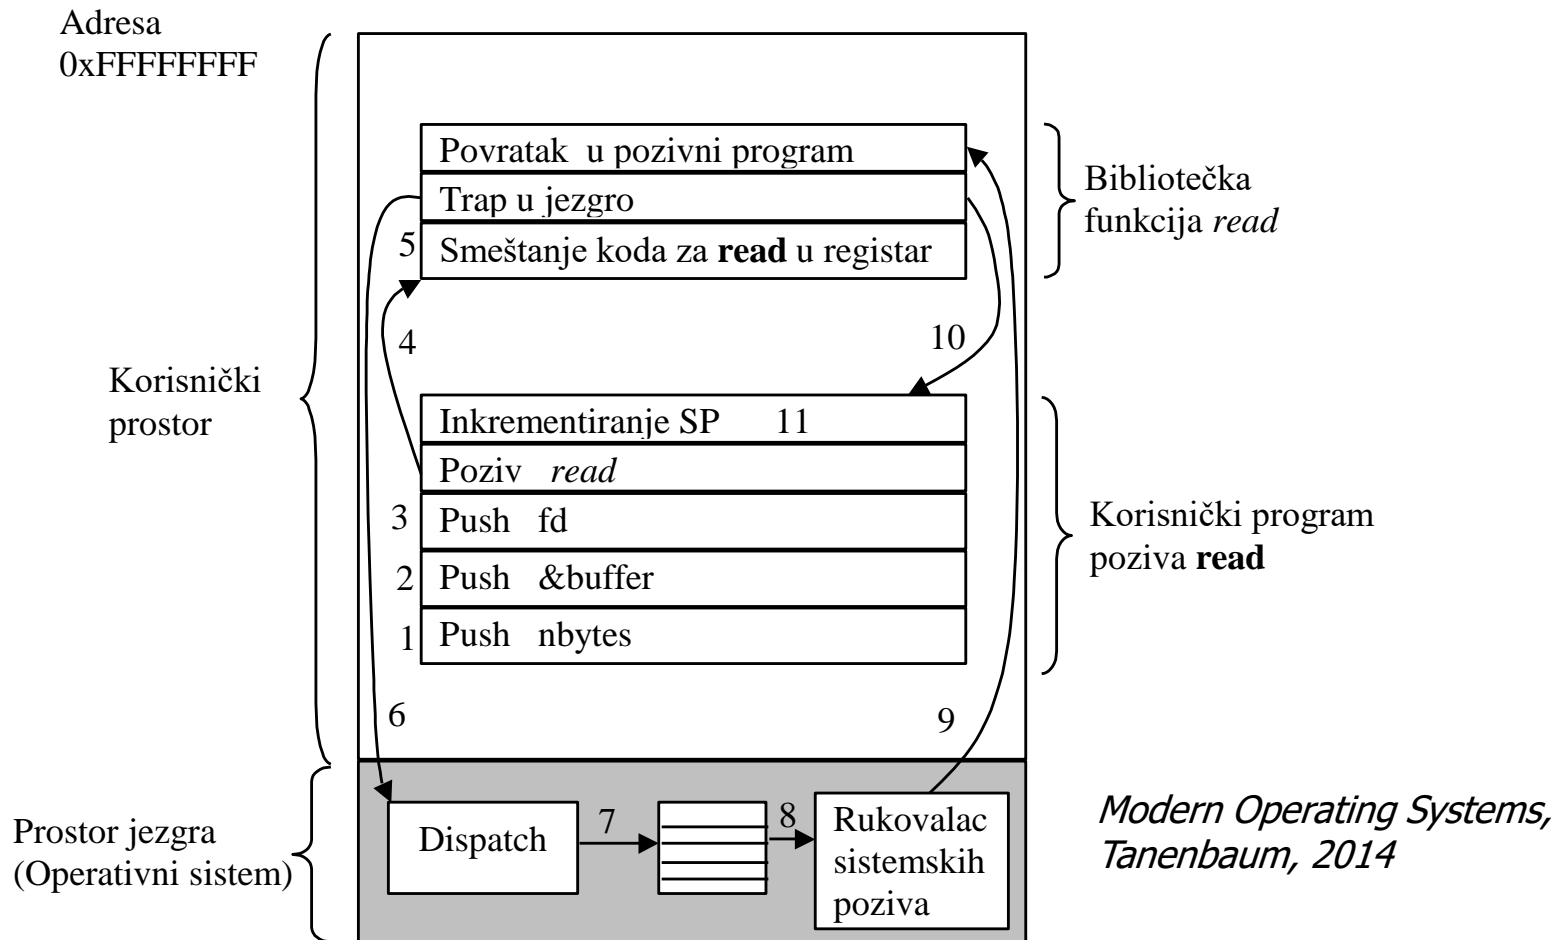 Adresa
0xFFFFFFFF
Povratak u pozivni program
Trap u jezgro
5 Smeštanje koda za read u registar
Bibliotečka
funkcija read
4
10
Korisnički
prostor
Inkrementiranje SP 11
Poziv read
3 Push fd
2 Push &buffer
1 Push nbytes
Korisnički program
poziva read
6
9
Prostor jezgra
(Operativni sistem)
Dispatch
7
8
Rukovalac
sistemskih
poziva
Modern Operating Systems,
Tanenbaum, 2014